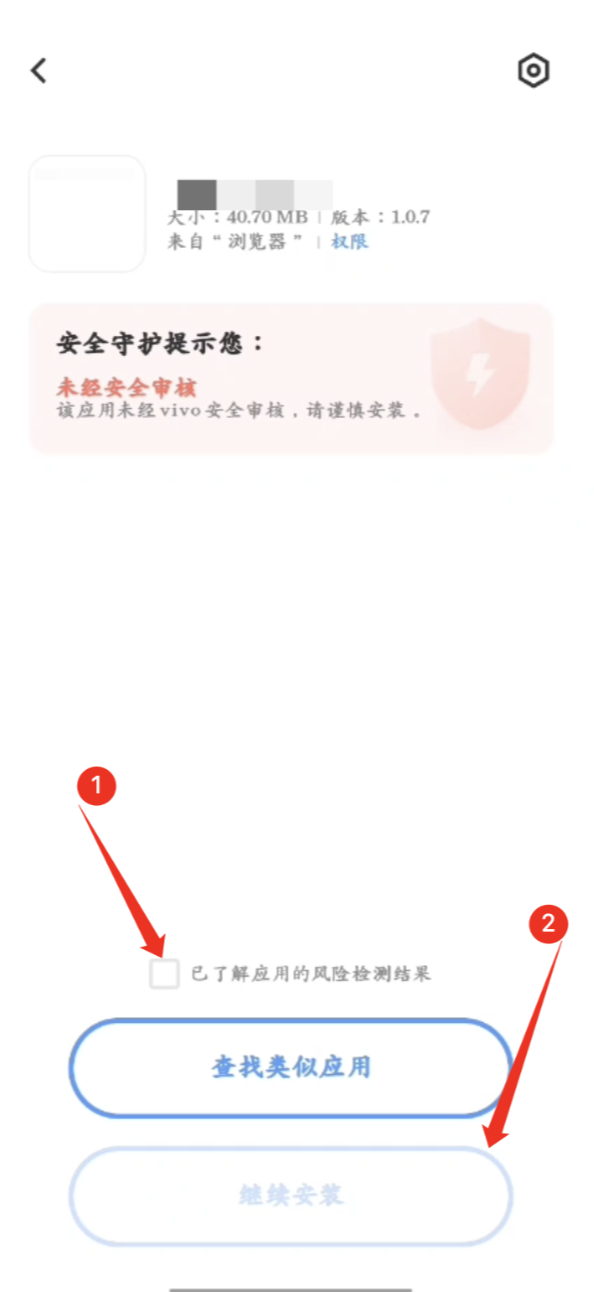 大小：40.70 MB | 版本：1.0.7
来自“浏览器” | 权限
安全守护提示您：
未经安全审核
该应用未经vivo安全审核，请谨慎安装。
1
2
已了解应用的风险检测结果
查找类似应用
继续安装